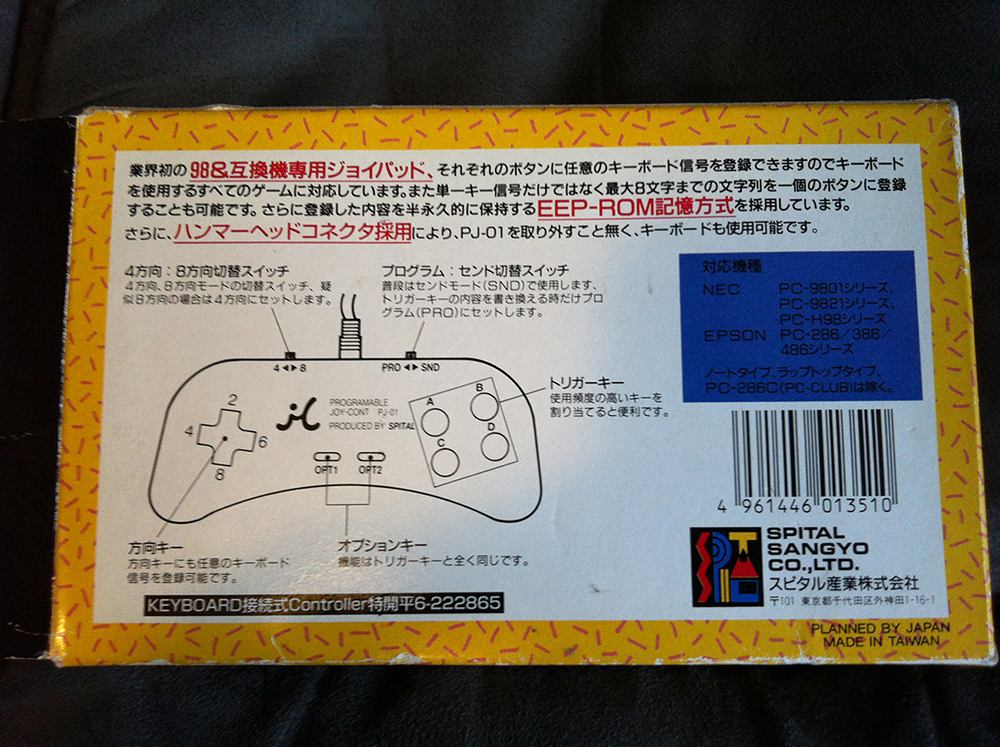 業界初の98&互換機専用ジョイパッド、それぞれのボタンに任意のキーボード信号を登録できますのでキーボード
を使用するすべてのゲームに対応しています。また単一キー信号だけではなく最大8文字までの文字列を一個のボタンに登録
することも可能です。さらに登録した内容を半永久的に保持するEEP-ROM記憶方式を採用しています。
さらに、ハンマーヘッドコネクタ採用により、PJ-01を取り外すこと無く、キーボードも使用可能です。
4方向：8方向切替スイッチ
4方向、8方向モードの切替スイッチ、疑
似8方向の場合は4方向にセットします。
プログラム：センド切替スイッチ
普段はセンドモード(SND)で使用します、
トリガーキーの内容を書き換える時だけプロ
グラム(PRO)にセットします。
対応機種
NEC PC-9801シリーズ、
PC-9821シリーズ、
PC-H98シリーズ
EPSON PC-286/386/
486シリーズ
ノートタイプ、ラップトップタイプ、
PC-286C(PC-CLUB)は除く。
4◀▶8
PRO◀▶SND
2
4
6
8
PROGRAMABLE
JOY-CONT PJ-01
PRODUCED BY SPITAL
A
B
C
D
OPT1
OPT2
トリガーキー
使用頻度の高いキーを
割り当てると便利です。
方向キー
方向キーにも任意のキーボード
信号を登録可能です。
オプションキー
機能はトリガーキーと全く同じです。
KEYBOARD接続式Controller特開平6-222865
4 961446 013510
SPITAL
SPITAL
SANGYO
CO.,LTD.
スピタル産業株式会社
〒101 東京都千代田区外神田1-16-1
PLANNED BY JAPAN
MADE IN TAIWAN